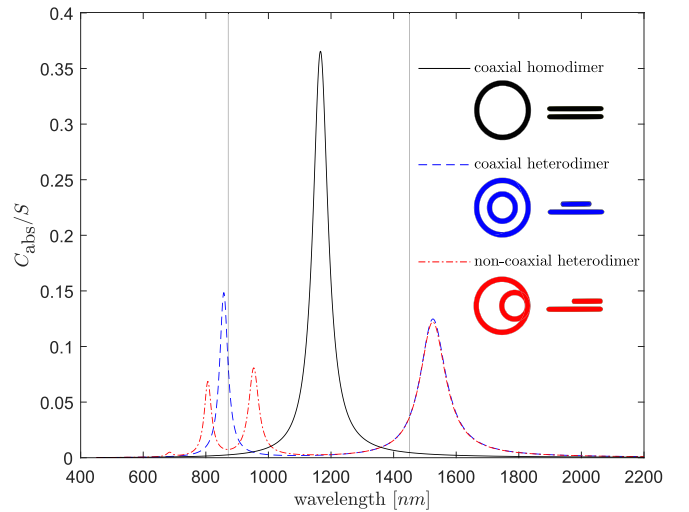 0.4
0.35
0.3
0.25
0.2
0.15
0.1
0.05
0
C_abs/S
coaxial homodimer
coaxial heterodimer
non-coaxial heterodimer
400 600 800 1000 1200 1400 1600 1800 2000 2200
wavelength [nm]